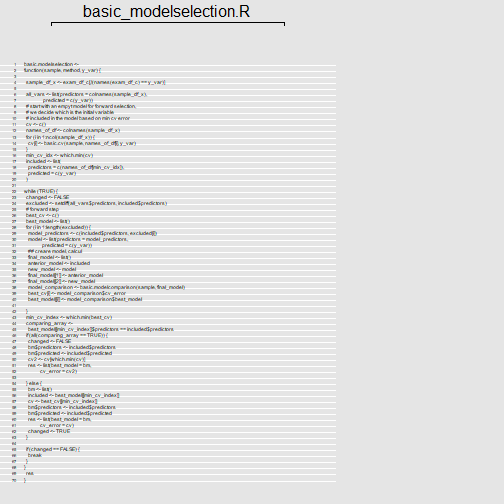 basic_modelselection.R
1 basic.modelselection <-
2 function(sample, method, y_var) {
3
4 sample_df_x <- exam_df_c[,!(names(exam_df_c) == y_var)]
5
6 all_vars <- list(predictors = colnames(sample_df_x),
7 predicted = c(y_var))
8 # start with an empty model for forward selection,
9 # we decide which is the initial variable
10 # included in the model based on min cv error
11 cv <- c()
12 names_of_df <- colnames(sample_df_x)
13 for (i in 1:ncol(sample_df_x)) {
14 cv[i] <- basic.cv(sample, names_of_df[i], y_var)
15 }
16 min_cv_idx <- which.min(cv)
17 included <- list(
18 predictors = c(names_of_df[min_cv_idx]),
19 predicted = c(y_var)
20 )
21
22 while (TRUE) {
23 changed <- FALSE
24 excluded <- setdiff(all_vars$predictors, included$predictors)
25 # forward step
26 best_cv <- c()
27 best_model <- list()
28 for (i in 1:length(excluded)) {
29 model_predictors <- c(included$predictors, excluded[i])
30 model <- list(predictors = model_predictors,
31 predicted = c(y_var))
32 ## create model, calcul
33 final_model <- list()
34 anterior_model <- included
35 new_model <- model
36 final_model[[1]] <- anterior_model
37 final_model[[2]] <- new_model
38 model_comparison <- basic.modelcomparison(sample, final_model)
39 best_cv[i] <- model_comparison$cv_error
40 best_model[[i]] <- model_comparison$best_model
41
42 }
43 min_cv_index <- which.min(best_cv)
44 comparing_array <-
45 best_model[[min_cv_index]]$predictors == included$predictors
46 if (all(comparing_array == TRUE)) {
47 changed <- FALSE
48 bm$predictors <- included$predictors
49 bm$predicted <- included$predicted
50 cv2 <- cv[which.min(cv)]
51 res <- list(best_model = bm,
52 cv_error = cv2)
53
54 } else {
55 bm <- list()
56 included <- best_model[[min_cv_index]]
57 cv <- best_cv[min_cv_index]
58 bm$predictors <- included$predictors
59 bm$predicted <- included$predicted
60 res <- list(best_model = bm,
61 cv_error = cv)
62 changed <- TRUE
63 }
64
65 if (changed == FALSE) {
66 break
67 }
68 }
69 res
70 }